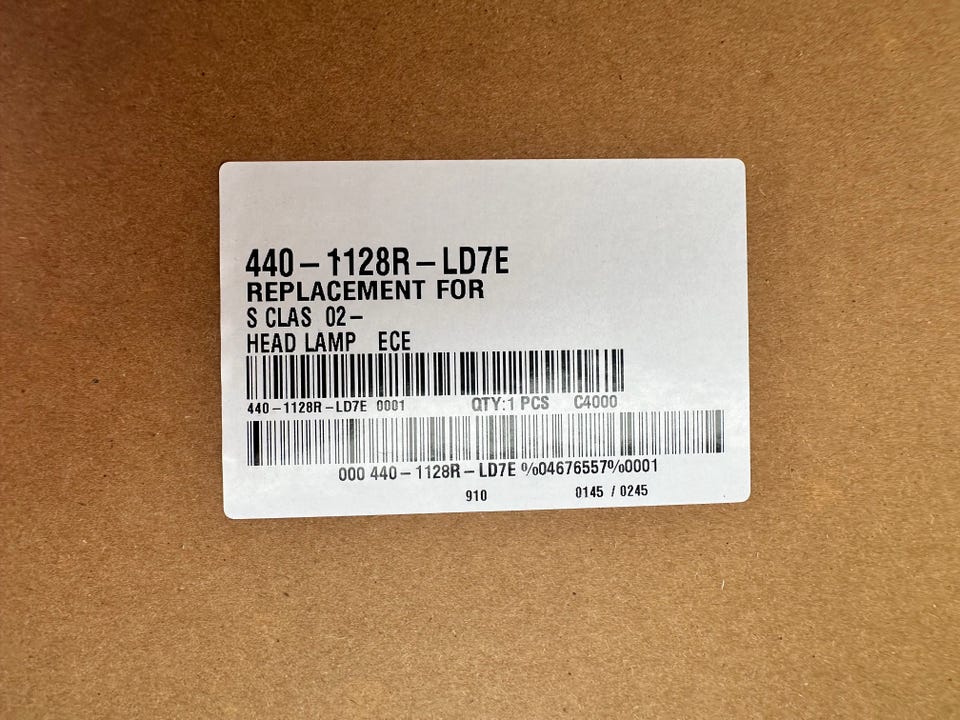 440-1128R-LD7E
REPLACEMENT FOR
S CLAS 02-
HEAD LAMP ECE
440-1128R-LD7E 0001 QTY:1 PCS C4000
000 440-1128R-LD7E %04676557%0001
910 0145 / 0245